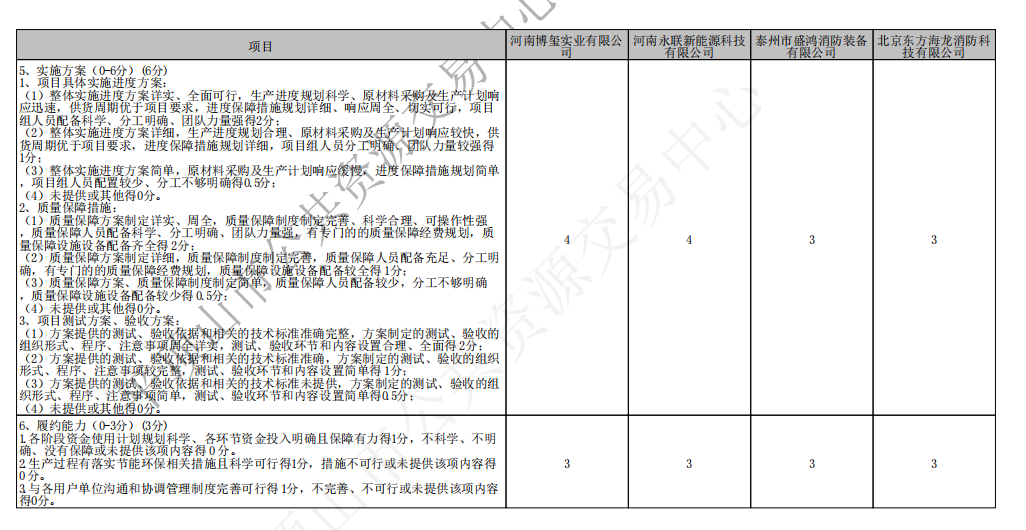 项目
河南博玺实业有限公
司
河南永联新能源科技
有限公司
泰州市盛鸿消防装备
有限公司
北京东方海龙消防科
技有限公司
5、实施方案（0-6分）(6分)
1、项目具体实施进度方案：
（1）整体实施进度方案详实、全面可行，生产进度规划科学、原材料采购及生产计划响
应迅速，供货周期优于项目要求，进度保障措施规划详细、响应周全、切实可行，项目
组人员配备科学、分工明确、团队力量强得2分；
（2）整体实施进度方案详细，生产进度规划合理、原材料采购及生产计划响应较快，供
货周期优于项目要求，进度保障措施规划详细，项目组人员分工明确、团队力量较强得
1分；
（3）整体实施进度方案简单，原材料采购及生产计划响应缓慢，进度保障措施规划简单
，项目组人员配置较少、分工不够明确得0.5分；
（4）未提供或其他得0分。
2、质量保障措施：
（1）质量保障方案制定详实、周全，质量保障制度制定完善、科学合理、可操作性强
，质量保障人员配备科学、分工明确、团队力量强，有专门的的质量保障经费规划，质
量保障设施设备配备齐全得2分；
（2）质量保障方案制定详细，质量保障制度制定完善，质量保障人员配备充足、分工明
确，有专门的的质量保障经费规划，质量保障设施设备配备较全得1分；
（3）质量保障方案、质量保障制度制定简单，质量保障人员配备较少，分工不够明确
，质量保障设施设备配备较少得0.5分；
（4）未提供或其他得0分。
3、项目测试方案、验收方案：
（1）方案提供的测试、验收依据和相关的技术标准准确完整，方案制定的测试、验收的
组织形式、程序、注意事项周全详实，测试、验收环节和内容设置合理、全面得2分；
（2）方案提供的测试、验收依据和相关的技术标准准确，方案制定的测试、验收的组织
形式、程序、注意事项较完整，测试、验收环节和内容设置简单得1分；
（3）方案提供的测试、验收依据和相关的技术标准未提供，方案制定的测试、验收的组
织形式、程序、注意事项简单，测试、验收环节和内容设置简单得0.5分；
（4）未提供或其他得0分。
4
4
3
3
6、履约能力（0-3分）(3分)
1.各阶段资金使用计划规划科学、各环节资金投入明确且保障有力得1分，不科学、不明
确、没有保障或未提供该项内容得0分。
2.生产过程有落实节能环保相关措施且科学可行得1分，措施不可行或未提供该项内容得
0分。
3.与各用户单位沟通和协调管理制度完善可行得1分，不完善、不可行或未提供该项内容
得0分。
3
3
3
3